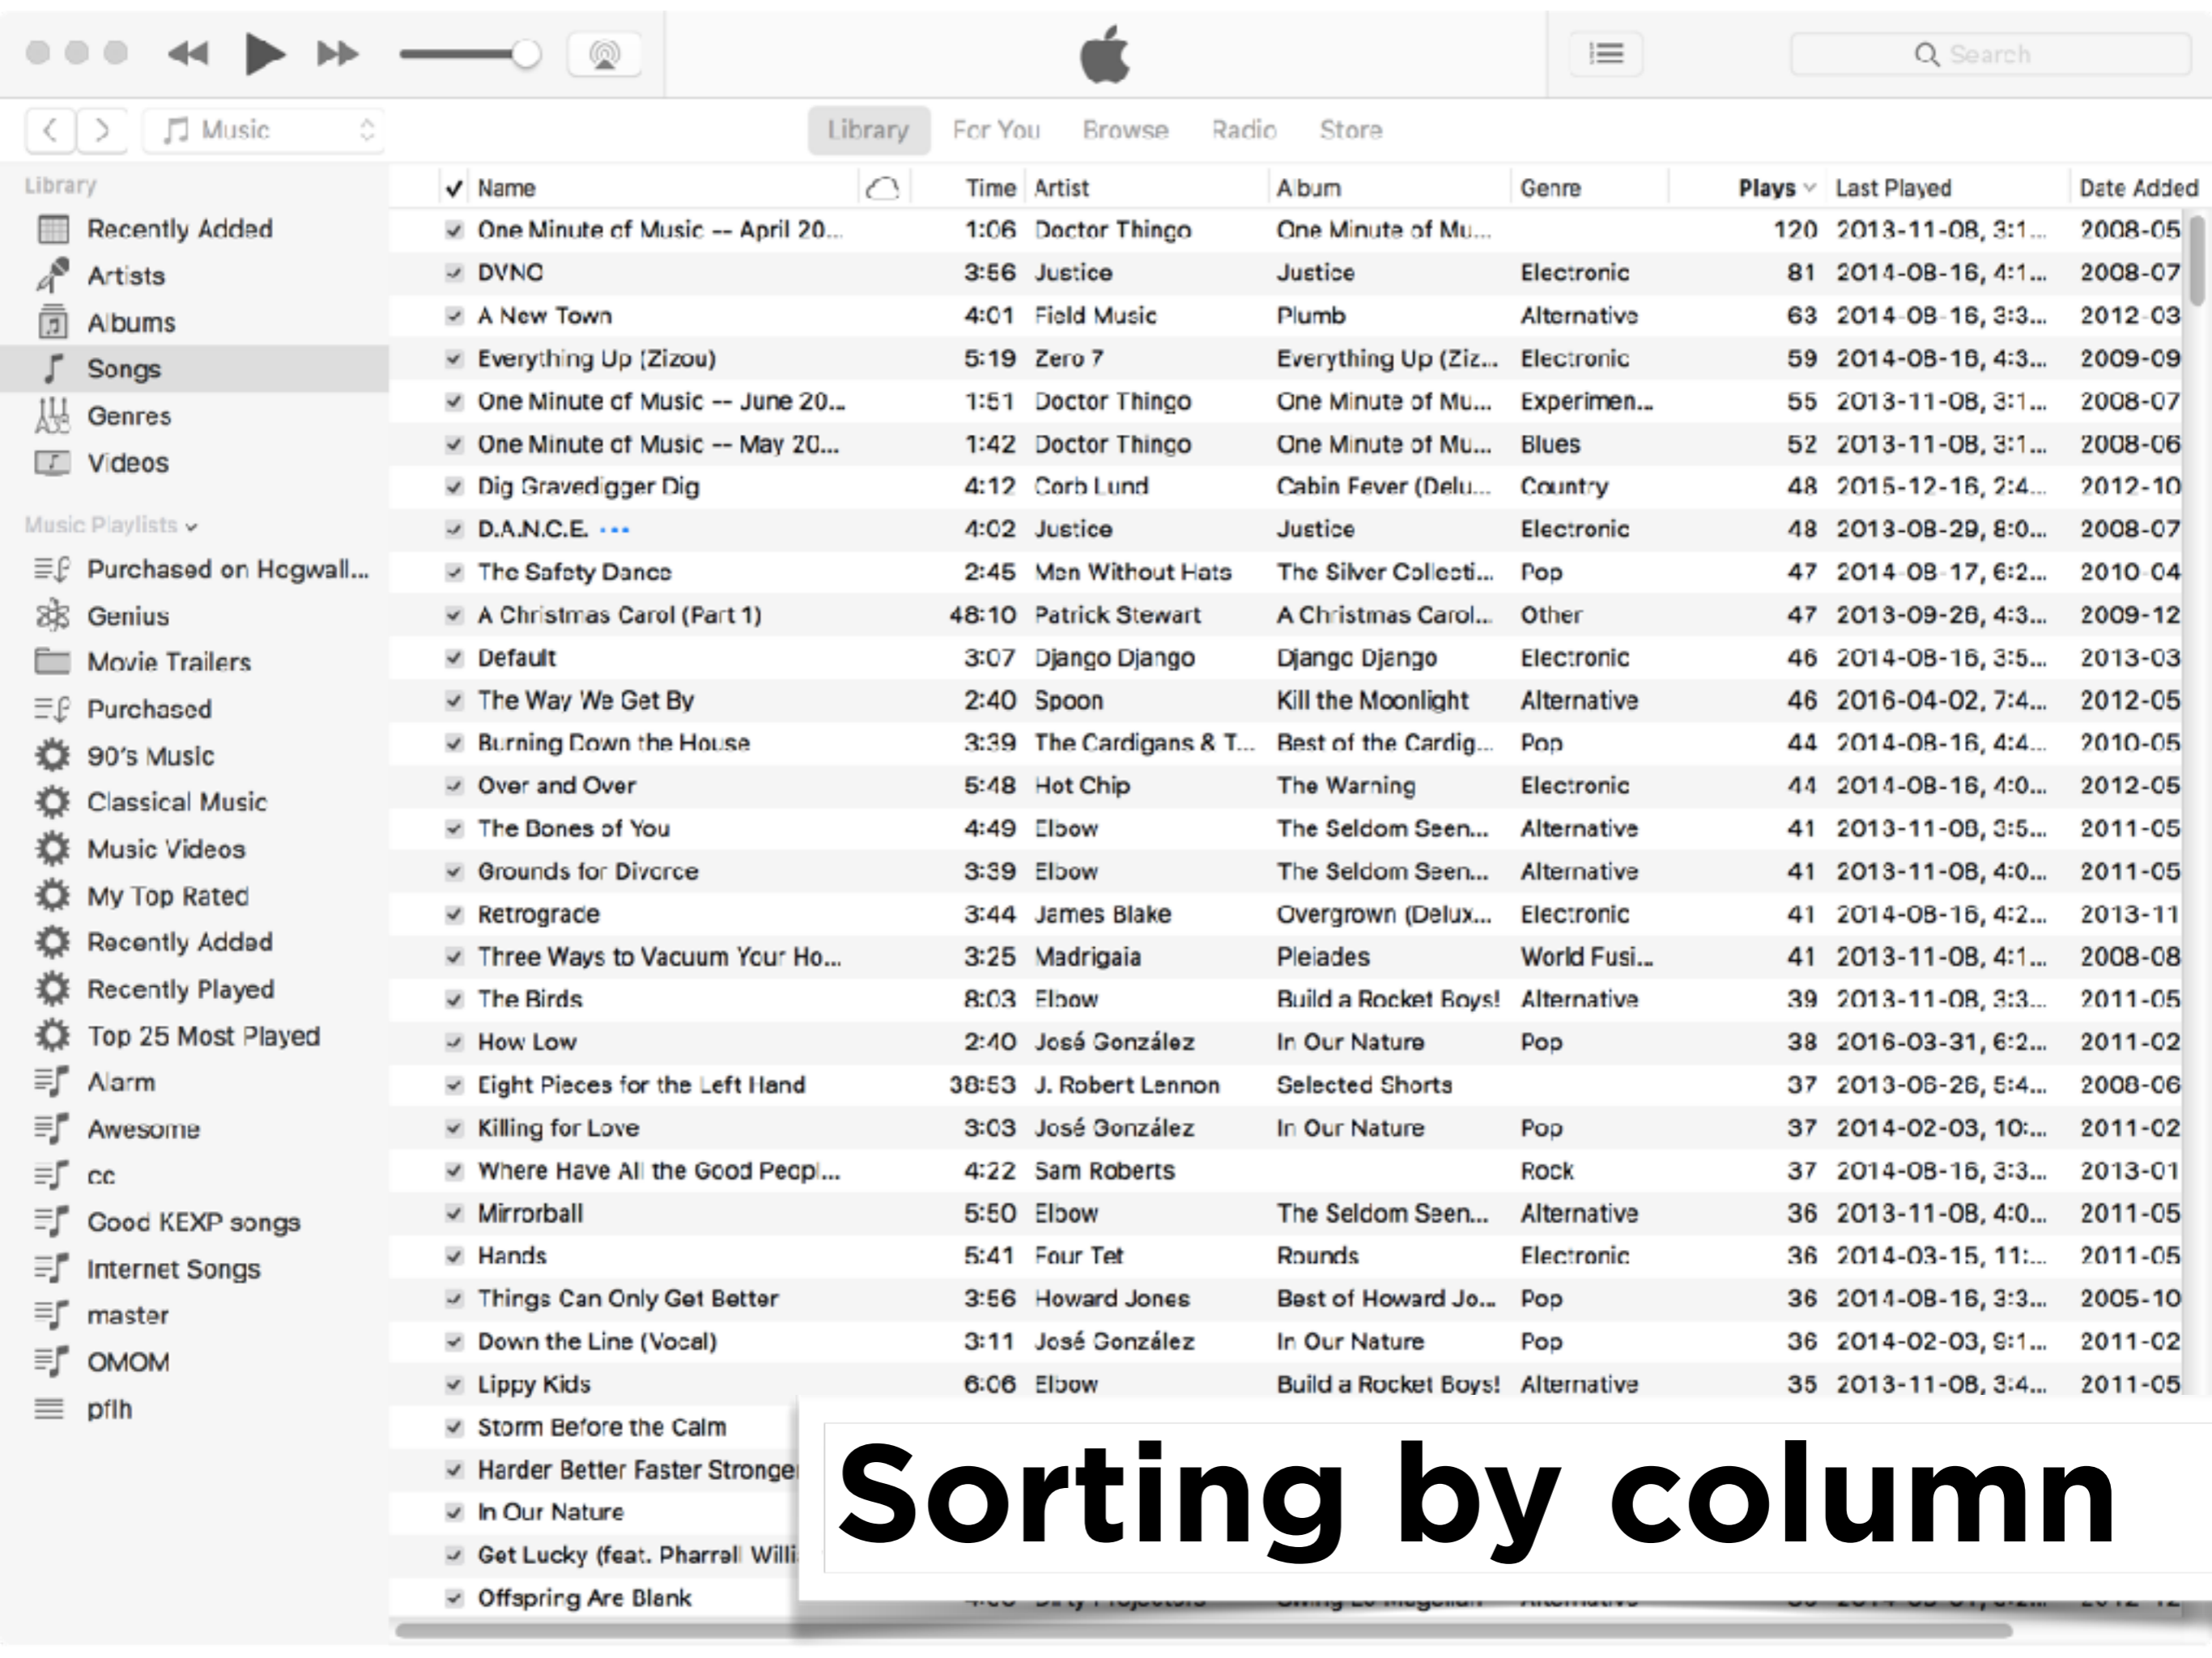 Search
Music
Library For You Browse Radio Store
Library
Recently Added
Artists
Albums
Songs
Genres
Videos
Music Playlists
Purchased on Hogwall...
Genius
Movie Trailers
Purchased
90's Music
Classical Music
Music Videos
My Top Rated
Recently Added
Recently Played
Top 25 Most Played
Alarm
Awesome
cc
Good KEXP songs
Internet Songs
master
OMOM
pflh
Name Time Artist Album Genre Plays Last Played Date Added
One Minute of Music -- April 20... 1:06 Doctor Thingo One Minute of Mu... 120 2013-11-08, 3:1... 2008-05
DVNO 3:56 Justice Justice Electronic 81 2014-08-16, 4:1... 2008-07
A New Town 4:01 Field Music Plumb Alternative 63 2014-08-16, 3:3... 2012-03
Everything Up (Zizou) 5:19 Zero 7 Everything Up (Ziz... Electronic 59 2014-08-16, 4:3... 2009-09
One Minute of Music -- June 20... 1:51 Doctor Thingo One Minute of Mu... Experimen... 55 2013-11-08, 3:1... 2008-07
One Minute of Music -- May 20... 1:42 Doctor Thingo One Minute of Mu... Blues 52 2013-11-08, 3:1... 2008-06
Dig Gravedigger Dig 4:12 Corb Lund Cabin Fever (Delu... Country 48 2015-12-16, 2:4... 2012-10
D.A.N.C.E. ... 4:02 Justice Justice Electronic 48 2013-08-29, 8:0... 2008-07
The Safety Dance 2:45 Men Without Hats The Silver Collecti... Pop 47 2014-08-17, 6:2... 2010-04
A Christmas Carol (Part 1) 48:10 Patrick Stewart A Christmas Carol... Other 47 2013-09-26, 4:3... 2009-12
Default 3:07 Django Django Django Django Electronic 46 2014-08-16, 3:5... 2013-03
The Way We Get By 2:40 Spoon Kill the Moonlight Alternative 46 2016-04-02, 7:4... 2012-05
Burning Down the House 3:39 The Cardigans & T... Best of the Cardig... Pop 44 2014-08-16, 4:4... 2010-05
Over and Over 5:48 Hot Chip The Warning Electronic 44 2014-08-16, 4:0... 2012-05
The Bones of You 4:49 Elbow The Seldom Seen... Alternative 41 2013-11-08, 3:5... 2011-05
Grounds for Divorce 3:39 Elbow The Seldom Seen... Alternative 41 2013-11-08, 4:0... 2011-05
Retrograde 3:44 James Blake Overgrown (Delux... Electronic 41 2014-08-16, 4:2... 2013-11
Three Ways to Vacuum Your Ho... 3:25 Madrigaia Pleiades World Fusi... 41 2013-11-08, 4:1... 2008-08
The Birds 8:03 Elbow Build a Rocket Boys! Alternative 39 2013-11-08, 3:3... 2011-05
How Low 2:40 José González In Our Nature Pop 38 2016-03-31, 6:2... 2011-02
Eight Pieces for the Left Hand 38:53 J. Robert Lennon Selected Shorts 37 2013-06-26, 5:4... 2008-06
Killing for Love 3:03 José González In Our Nature Pop 37 2014-02-03, 10:... 2011-02
Where Have All the Good Peopl... 4:22 Sam Roberts Rock 37 2014-08-16, 3:3... 2013-01
Mirrorball 5:50 Elbow The Seldom Seen... Alternative 36 2013-11-08, 4:0... 2011-05
Hands 5:41 Four Tet Rounds Electronic 36 2014-03-15, 11:... 2011-05
Things Can Only Get Better 3:56 Howard Jones Best of Howard Jo... Pop 36 2014-08-16, 3:3... 2005-10
Down the Line (Vocal) 3:11 José González In Our Nature Pop 36 2014-02-03, 9:1... 2011-02
Lippy Kids 6:06 Elbow Build a Rocket Boys! Alternative 35 2013-11-08, 3:4... 2011-05
Storm Before the Calm
Harder Better Faster Stronger
In Our Nature
Get Lucky (feat. Pharrell Willi
Offspring Are Blank
Sorting by column